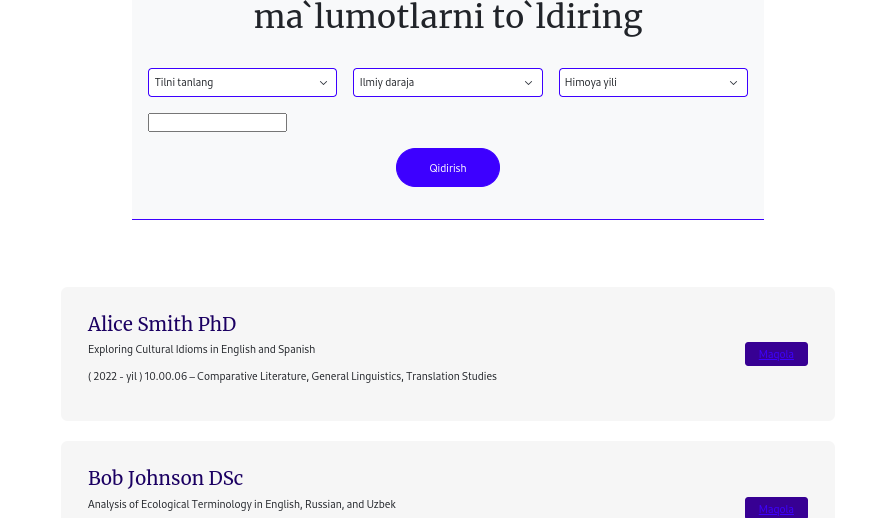 ma`lumotlarni to`ldiring
Tilni tanlang
Ilmiy daraja
Himoya yili
Qidirish
Alice Smith PhD
Exploring Cultural Idioms in English and Spanish
Maqola
( 2022 - yil ) 10.00.06 – Comparative Literature, General Linguistics, Translation Studies
Bob Johnson DSc
Analysis of Ecological Terminology in English, Russian, and Uzbek
Maqola